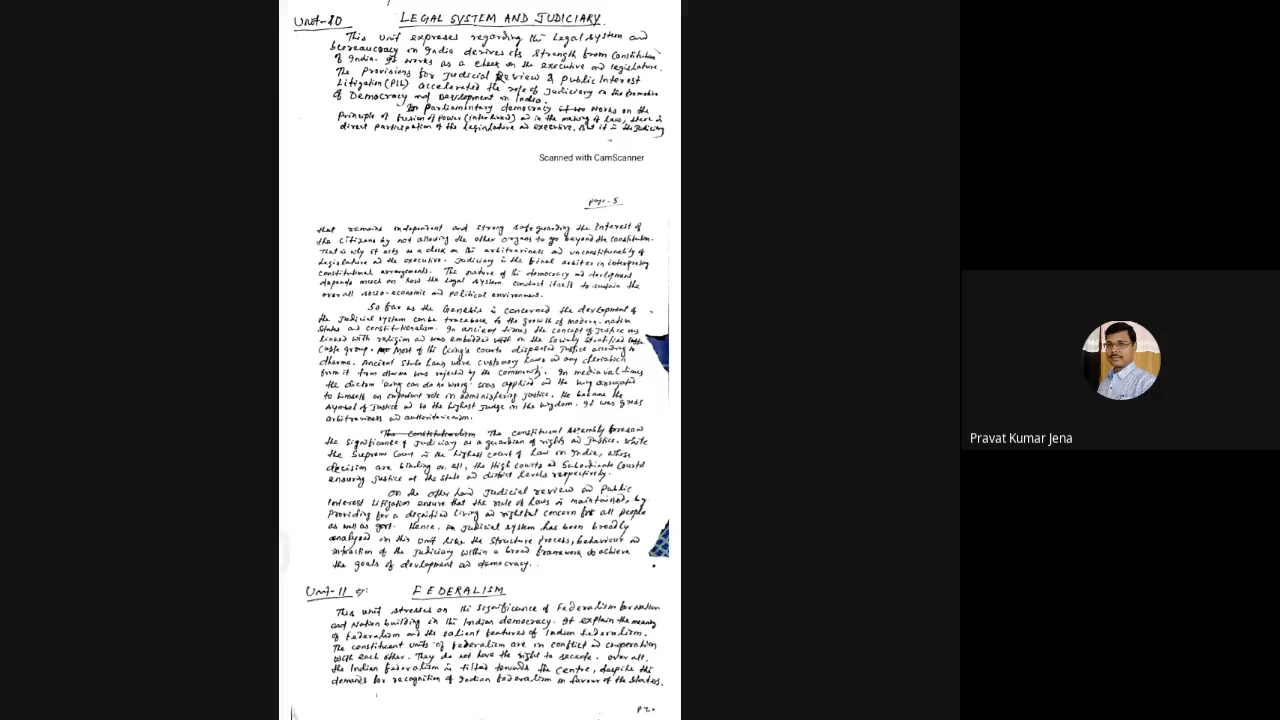 Unit-10 LEGAL SYSTEM AND JUDICIARY
This unit expreses regarding the Legal system and
bereaucracy in India derives its strength from Constitution
of India. It works as a check on the executive and legislature.
The Provisions for Judicial Review & Public Interest
Litigation (PIL) accelerated the role of Judiciary on the Promotion
of Democracy and Development in India.
In Parliamentary democracy it works on the
Principle of fusion of Power (interlinked) and in the making of law, there is
direct participation of the legislature and executive. But it is the Judiciary
Scanned with CamScanner
page-5
that remains independent and strong safeguarding the Interest of
the Citizens by not allowing the other organs to go beyond the constitution.
That is why it acts as a check on the arbitrariness and unconstitutionality of
legislature and the executive. Judiciary is the final arbiter in interpreting
constitutional arrangements. The nature of the democracy and development
depends much on how the legal system conduct itself to sustain the
overall socio-economic and political environment.
So far as the Genesis is concerned the development of
the Judicial system can be traceback to the growth of modern nation
States and constitutionalism. In ancient times the concept of Justice was
linked with religion and was embedded with on the socially stratified
caste group. Most of the king's courts dispensed Justice according to
dharma. Ancient State Laws were customary laws and any deviation
from it from dharma was rejected by the community. In mediaval times
the dictum 'king can do no wrong' was applied and the king arrogated
to himself an important role in administering justice. He became the
symbol of Justice and so the highest Judge in the kingdom. It was gross
arbitrariness and authoritarianism.
The Constitutionalism The constituent Assembly foresaw
the significance of Judiciary as a guardian of rights and Justice. While
the Supreme Court is the highest court of Law in India, whose
decision are binding on all, the High Courts and Subordinate Courts
ensuring justice at the State and district levels respectively.
On the other hand Judicial review and Public
Interest Litigation ensure that the rule of Laws is maintained, by
Providing for a dignified living and rightful concern for all people
as well as govt. Hence, Judicial system has been broadly
analysed in this unit like the structure process, behaviour and
intraction of the Judiciary within a broad framework to achieve
the goals of devlopment and democracy.
Unit-11 FEDERALISM
This unit stresses on the significance of Federalism for Nation
and Nation building in the Indian democracy. It explain the meaning
of Federalism and the salient features of Indian federalism.
The constituent units of federalism are in conflict and cooperation
with each other. They do not have the right to secede. Over all,
the Indian federalism is tilted towards the centre, despite the
demands for recognition of Indian Federalism in favour of the States.
Pravat Kumar Jena